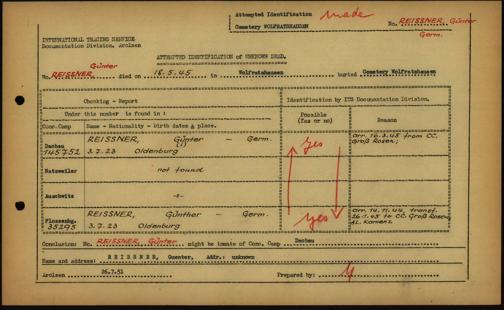 Attempted Identification made
Cemetery WOLFRATSHAUSEN No. REISSNER, Günter
Germ.
INTERNATIONAL TRACING SERVICE
Documentation Division, Arolsen
ATTEMPTED IDENTIFICATION of UNKNOWN DEAD.
No. REISSNER, Günter died on 18.5.45 in Wolfratshausen buried Cemetery Wolfratshausen
Checking - Report
Identification by ITS Documentation Division.
Under this number is found in:
Possible (yes or no)
Reason
Conc.Camp Name - Nationality - Birth dates & place.
Dachau 145752 REISSNER, Günter - Germ. 3.7.23 Oldenburg yes arr. 16.3.45 from CC. Groß Rosen;
Natzweiler not found
Auschwitz
Flossenbg. 35295 REISSNER, Günther - Germ. 3.7.23 Oldenburg yes arr. 14.11.44, transf. 26.1.45 to CC. Groß Rosen, AL. Kamenz.
Conclusion: No. REISSNER, Günter might be inmate of Conc. Camp Dachau
Name and address: REISSNER, Guenter, Addr.: unknown
Arolsen 26.7.51 Prepared by: